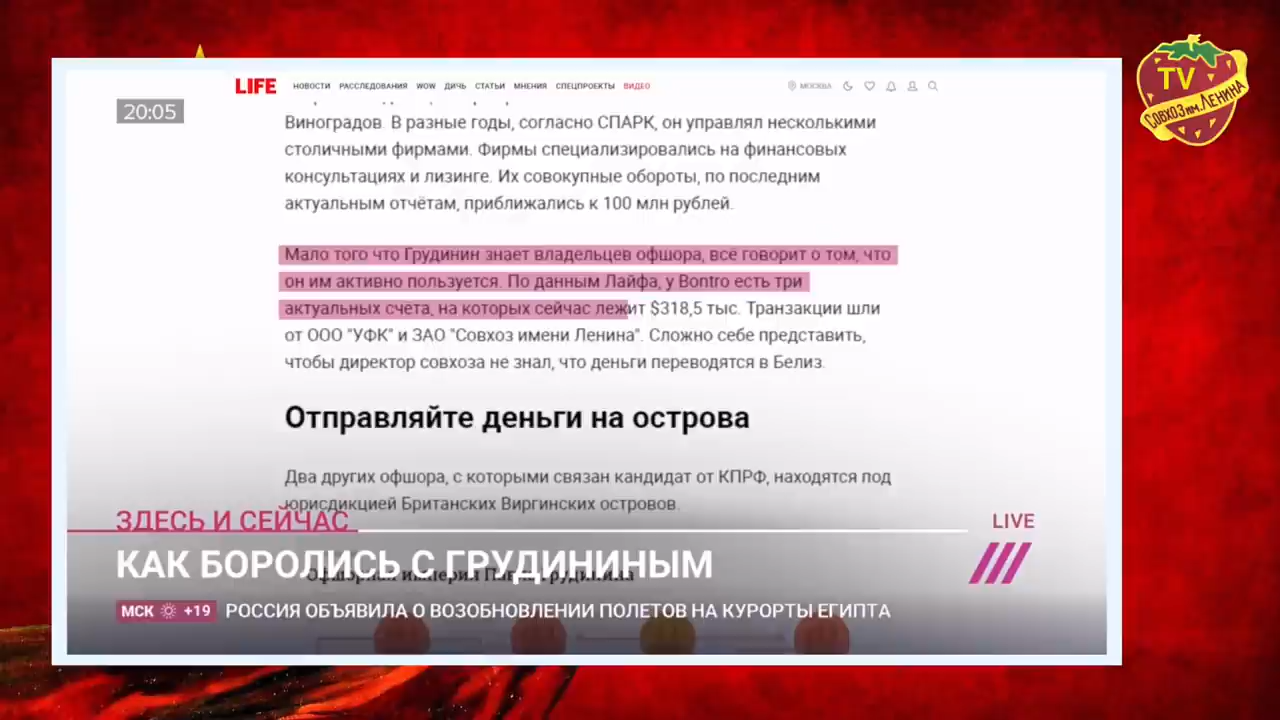 LIFE НОВОСТИ РАССЛЕДОВАНИЯ WOW ДИЧЬ СТАТЬИ МНЕНИЯ СПЕЦПРОЕКТЫ ВИДЕО МОСКВА
TV
СОВХОЗ им. ЛЕНИНА
20:05
Виноградов. В разные годы, согласно СПАРК, он управлял несколькими
столичными фирмами. Фирмы специализировались на финансовых
консультациях и лизинге. Их совокупные обороты, по последним
актуальным отчётам, приближались к 100 млн рублей.
Мало того что Грудинин знает владельцев офшора, всё говорит о том, что
он им активно пользуется. По данным Лайфа, у Bontro есть три
актуальных счёта, на которых сейчас лежит $318,5 тыс. Транзакции шли
от ООО "УФК" и ЗАО "Совхоз имени Ленина". Сложно себе представить,
чтобы директор совхоза не знал, что деньги переводятся в Белиз.
Отправляйте деньги на острова
Два других офшора, с которыми связан кандидат от КПРФ, находятся под
юрисдикцией Британских Виргинских островов.
ЗДЕСЬ И СЕЙЧАС
LIVE
КАК БОРОЛИСЬ С ГРУДИНИНЫМ
Офшорная империя Павла Грудинина
МСК +19 РОССИЯ ОБЪЯВИЛА О ВОЗОБНОВЛЕНИИ ПОЛЕТОВ НА КУРОРТЫ ЕГИПТА